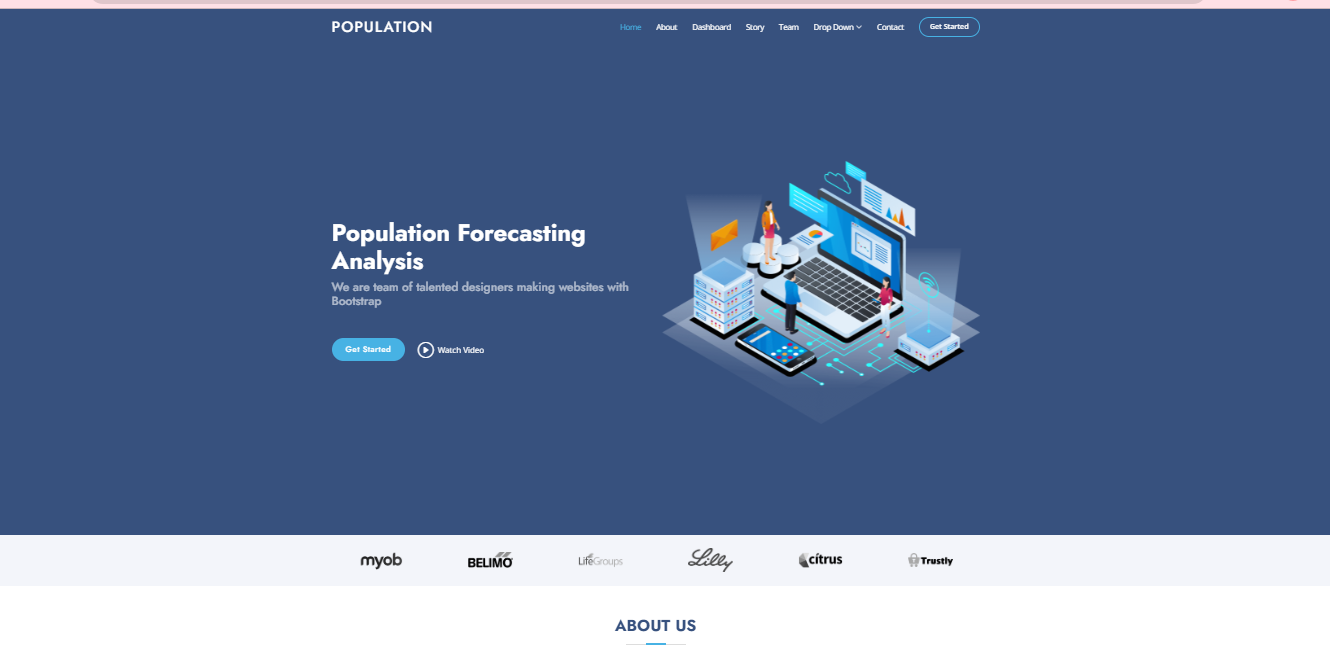 POPULATION
Home About Dashboard Story Team Drop Down Contact Get Started
Population Forecasting
Analysis
We are team of talented designers making websites with
Bootstrap
Get Started Watch Video
myob BELIMO LifeGroups Lilly citrus Trustly
ABOUT US